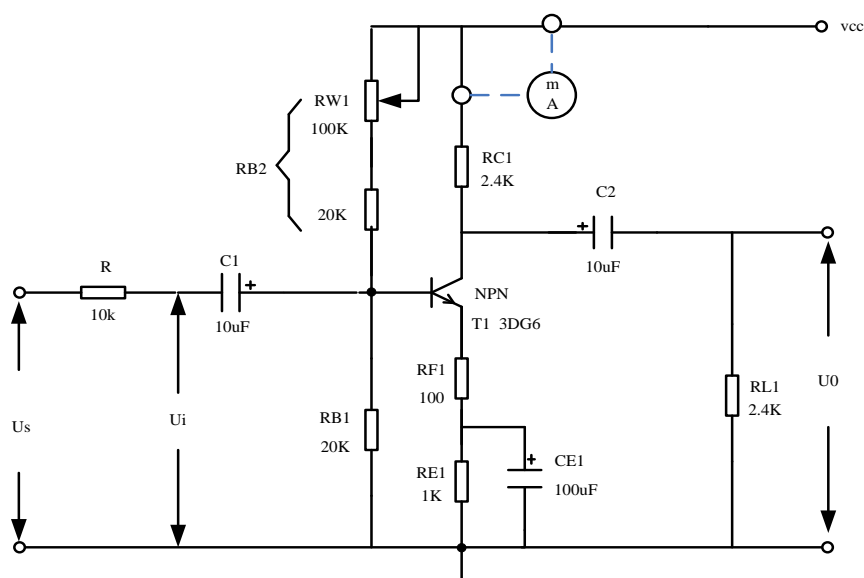 vcc
m
A
RW1
100K
RB2
20K
RC1
2.4K
C2
10uF
R
10k
C1
10uF
NPN
T1 3DG6
RF1
100
RL1
2.4K
U0
Us
Ui
RB1
20K
RE1
1K
CE1
100uF